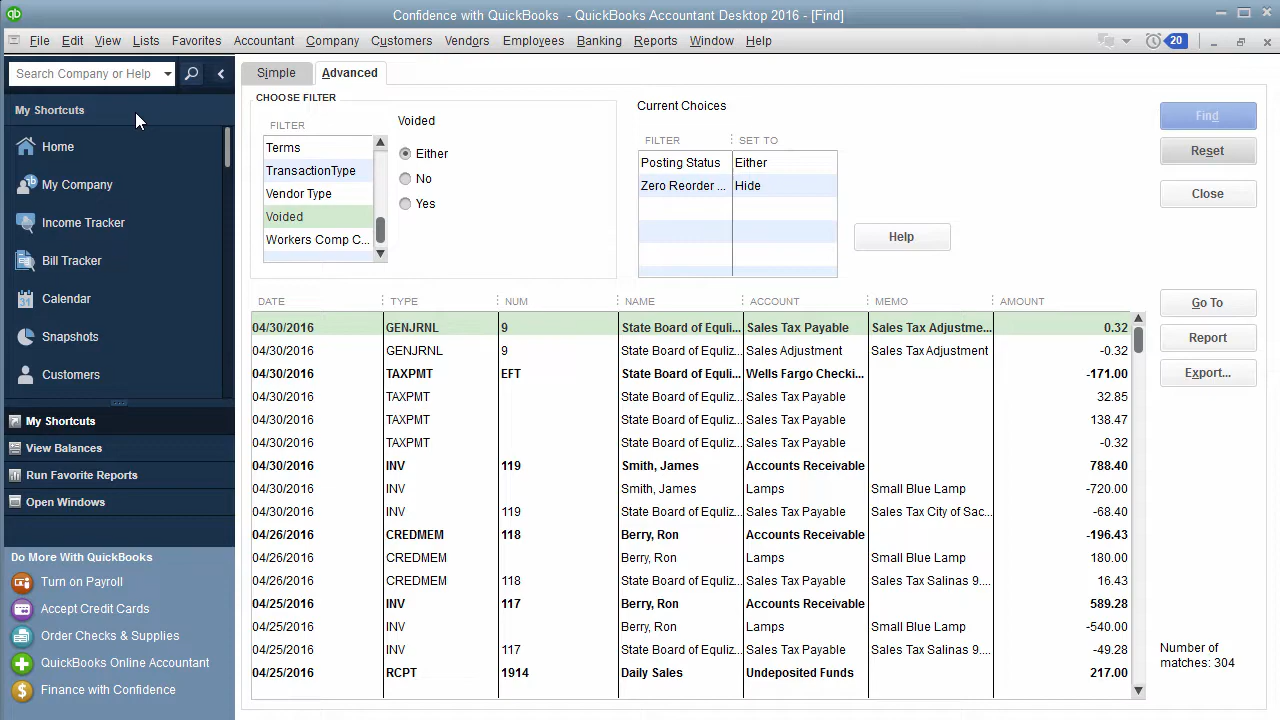 qb Confidence with QuickBooks - QuickBooks Accountant Desktop 2016 - [Find]
File Edit View Lists Favorites Accountant Company Customers Vendors Employees Banking Reports Window Help 20
Search Company or Help
My Shortcuts
Home
My Company
Income Tracker
Bill Tracker
Calendar
Snapshots
Customers
My Shortcuts
View Balances
Run Favorite Reports
Open Windows
Do More With QuickBooks
Turn on Payroll
Accept Credit Cards
Order Checks & Supplies
QuickBooks Online Accountant
Finance with Confidence
Simple Advanced
CHOOSE FILTER
FILTER
Terms
TransactionType
Vendor Type
Voided
Workers Comp C...
Voided
Either
No
Yes
Current Choices
FILTER SET TO
Posting Status Either
Zero Reorder ... Hide
Help
Find
Reset
Close
Go To
Report
Export...
DATE TYPE NUM NAME ACCOUNT MEMO AMOUNT
04/30/2016 GENJRNL 9 State Board of Equli... Sales Tax Payable Sales Tax Adjustme... 0.32
04/30/2016 GENJRNL 9 State Board of Equliz... Sales Adjustment Sales Tax Adjustment -0.32
04/30/2016 TAXPMT EFT State Board of Equli... Wells Fargo Checki... -171.00
04/30/2016 TAXPMT State Board of Equliz... Sales Tax Payable 32.85
04/30/2016 TAXPMT State Board of Equliz... Sales Tax Payable 138.47
04/30/2016 TAXPMT State Board of Equliz... Sales Tax Payable -0.32
04/30/2016 INV 119 Smith, James Accounts Receivable 788.40
04/30/2016 INV Smith, James Lamps Small Blue Lamp -720.00
04/30/2016 INV 119 State Board of Equliz... Sales Tax Payable Sales Tax City of Sac... -68.40
04/26/2016 CREDMEM 118 Berry, Ron Accounts Receivable -196.43
04/26/2016 CREDMEM Berry, Ron Lamps Small Blue Lamp 180.00
04/26/2016 CREDMEM 118 State Board of Equliz... Sales Tax Payable Sales Tax Salinas 9.... 16.43
04/25/2016 INV 117 Berry, Ron Accounts Receivable 589.28
04/25/2016 INV Berry, Ron Lamps Small Blue Lamp -540.00
04/25/2016 INV 117 State Board of Equliz... Sales Tax Payable Sales Tax Salinas 9.... -49.28
04/25/2016 RCPT 1914 Daily Sales Undeposited Funds 217.00
Number of
matches: 304